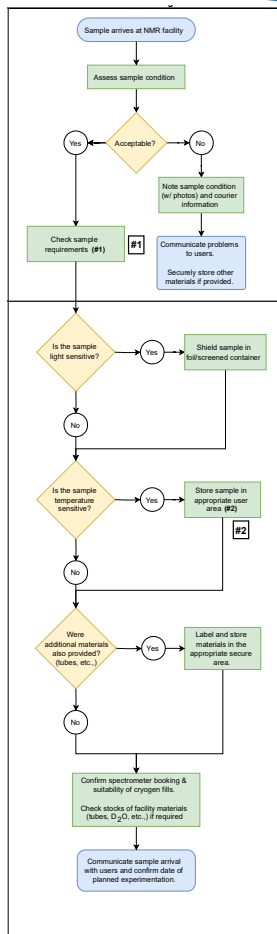 Sample arrives at NMR facility
Assess sample condition
Acceptable?
Yes
No
Note sample condition
(w/ photos) and courier
information
Check sample
requirements (#1)
#1
Communicate problems
to users.
Securely store other
materials if provided.
Is the sample
light sensitive?
Yes
Shield sample in
foil/screened container
No
Is the sample
temperature
sensitive?
Yes
Store sample in
appropriate user
area (#2)
#2
No
Were
additional materials
also provided?
(tubes, etc.,)
Yes
Label and store
materials in the
appropriate secure
area.
No
Confirm spectrometer booking &
suitability of cryogen fills.
Check stocks of facility materials
(tubes, D2O, etc.,) if required
Communicate sample arrival
with users and confirm date of
planned experimentation.